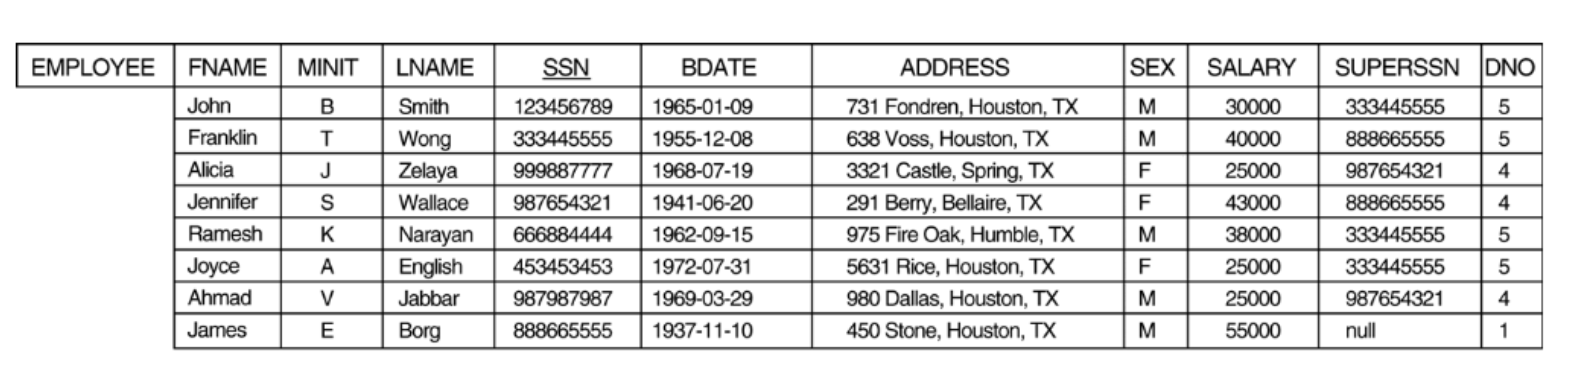 EMPLOYEE FNAME MINIT LNAME SSN BDATE ADDRESS SEX SALARY SUPERSSN DNO
John B Smith 123456789 1965-01-09 731 Fondren, Houston, TX M 30000 333445555 5
Franklin T Wong 333445555 1955-12-08 638 Voss, Houston, TX M 40000 888665555 5
Alicia J Zelaya 999887777 1968-07-19 3321 Castle, Spring, TX F 25000 987654321 4
Jennifer S Wallace 987654321 1941-06-20 291 Berry, Bellaire, TX F 43000 888665555 4
Ramesh K Narayan 666884444 1962-09-15 975 Fire Oak, Humble, TX M 38000 333445555 5
Joyce A English 453453453 1972-07-31 5631 Rice, Houston, TX F 25000 333445555 5
Ahmad V Jabbar 987987987 1969-03-29 980 Dallas, Houston, TX M 25000 987654321 4
James E Borg 888665555 1937-11-10 450 Stone, Houston, TX M 55000 null 1